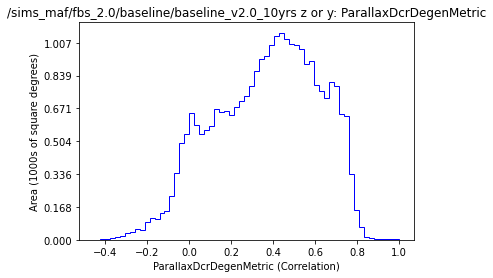 /sims_maf/fbs_2.0/baseline/baseline_v2.0_10yrs z or y: ParallaxDcrDegenMetric
1.007
0.839
0.671
0.504
0.336
0.168
0.000
Area (1000s of square degrees)
−0.4 −0.2 0.0 0.2 0.4 0.6 0.8 1.0
ParallaxDcrDegenMetric (Correlation)